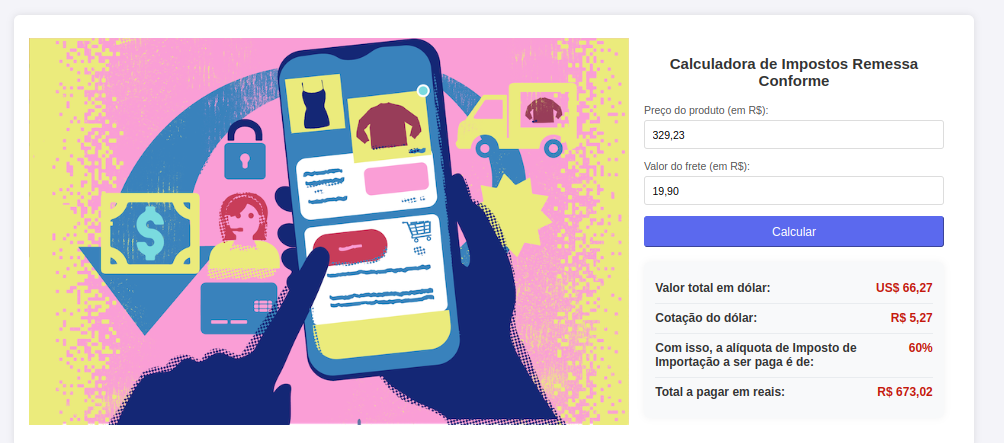 Calculadora de Impostos Remessa
Conforme
Preço do produto (em R$):
329,23
Valor do frete (em R$):
19,90
Calcular
Valor total em dólar: US$ 66,27
Cotação do dólar: R$ 5,27
Com isso, a alíquota de Imposto de 60%
Importação a ser paga é de:
Total a pagar em reais: R$ 673,02
$